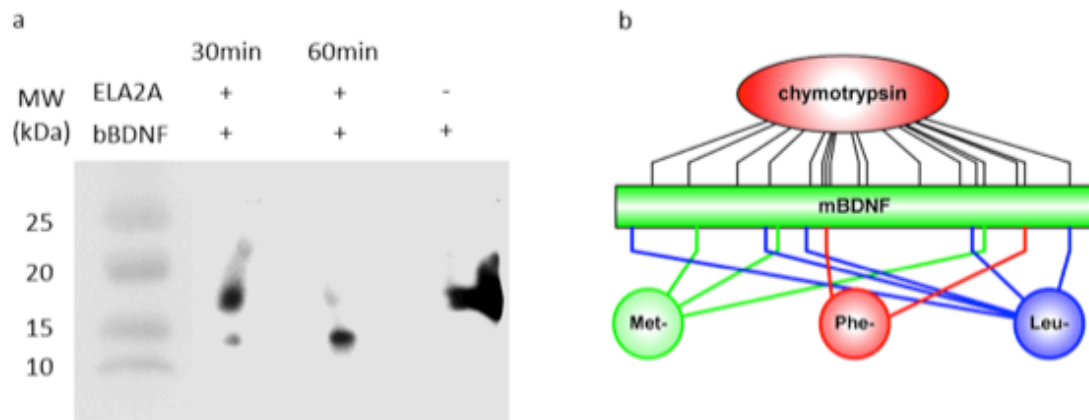 a
30min 60min
MW ELA2A + + -
(kDa) bBDNF + + +
25
20
15
10
b
chymotrypsin
mBDNF
Met- Phe- Leu-